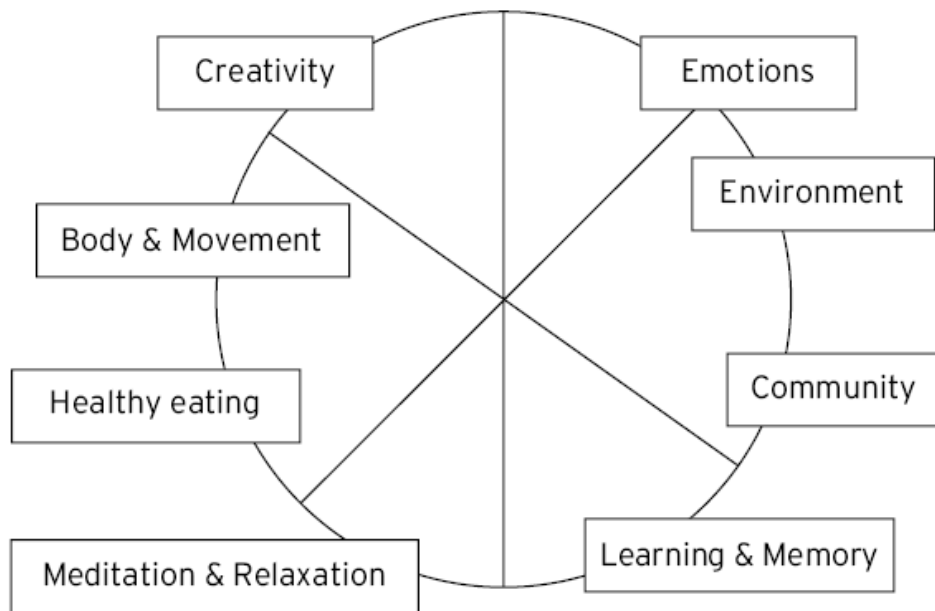 Creativity
Emotions
Environment
Body & Movement
Community
Healthy eating
Learning & Memory
Meditation & Relaxation